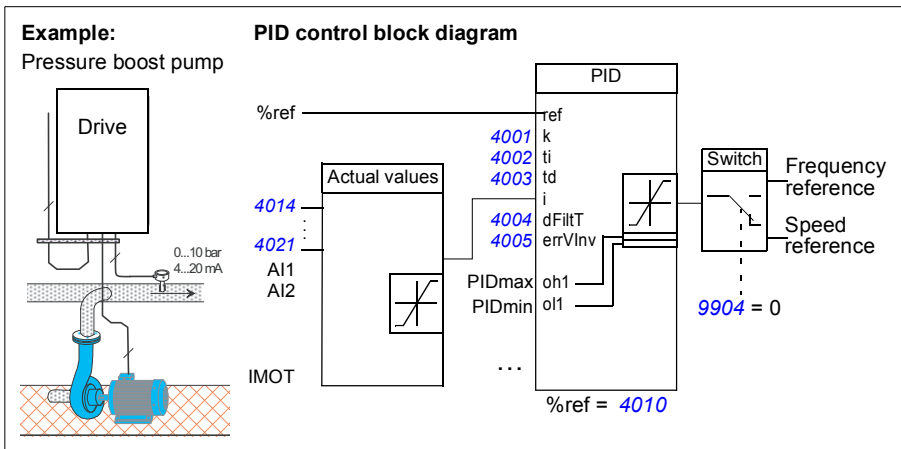 Example:
Pressure boost pump
Drive
0...10 bar
4...20 mA
PID control block diagram
PID
%ref
ref
4001 k
4002 ti
4003 td
i
4004 dFiltT
4005 errVInv
PIDmax oh1
PIDmin ol1
...
%ref = 4010
Actual values
4014
4021
AI1
AI2
IMOT
Switch
Frequency
reference
Speed
reference
9904 = 0